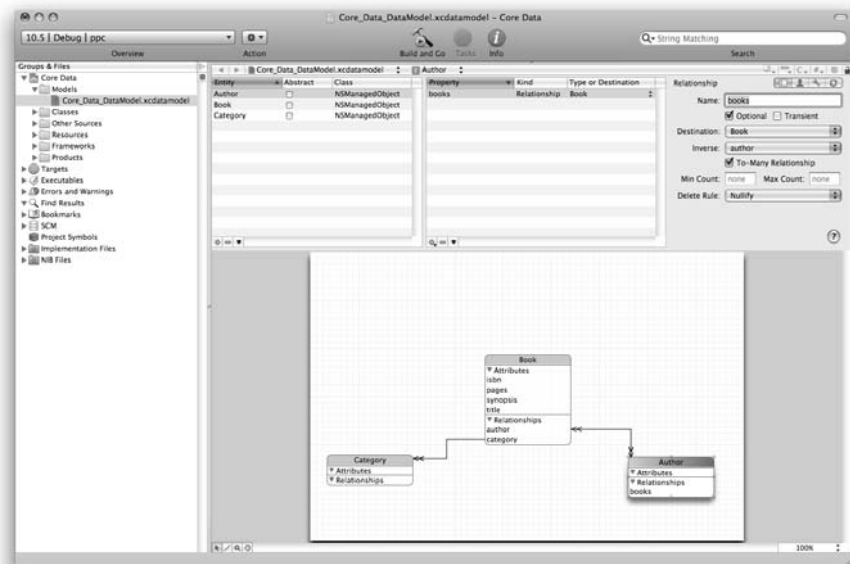 Core_Data_DataModel.xcdatamodel – Core Data
10.5 | Debug | ppc
Overview
Action
Build and Go
Tasks
Info
String Matching
Search
Groups & Files
Core Data
Models
Core_Data_DataModel.xcdatamodel
Classes
Other Sources
Resources
Frameworks
Products
Targets
Executables
Errors and Warnings
Find Results
Bookmarks
SCM
Project Symbols
Implementation Files
NIB Files
Core_Data_DataModel.xcdatamodel
Author
Entity Abstract Class
Author NSManagedObject
Book NSManagedObject
Category NSManagedObject
Property Kind Type or Destination
books Relationship Book
Relationship
Name: books
Optional Transient
Destination: Book
Inverse: author
To-Many Relationship
Min Count: none Max Count: none
Delete Rule: Nullify
?
Book
Attributes
isbn
pages
synopsis
title
Relationships
author
category
Category
Attributes
Relationships
Author
Attributes
Relationships
books
100%